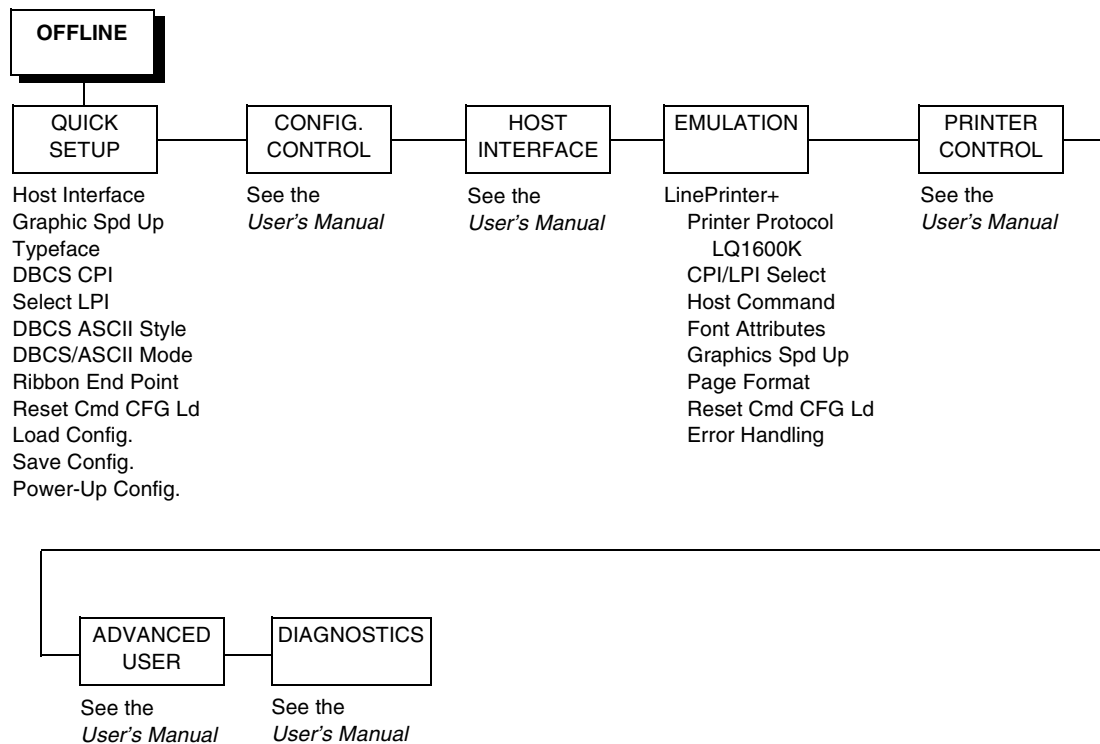 OFFLINE
QUICK
SETUP
CONFIG.
CONTROL
HOST
INTERFACE
EMULATION
PRINTER
CONTROL
Host Interface
Graphic Spd Up
Typeface
DBCS CPI
Select LPI
DBCS ASCII Style
DBCS/ASCII Mode
Ribbon End Point
Reset Cmd CFG Ld
Load Config.
Save Config.
Power-Up Config.
See the
User's Manual
See the
User's Manual
LinePrinter+
Printer Protocol
LQ1600K
CPI/LPI Select
Host Command
Font Attributes
Graphics Spd Up
Page Format
Reset Cmd CFG Ld
Error Handling
See the
User's Manual
ADVANCED
USER
DIAGNOSTICS
See the
User's Manual
See the
User's Manual